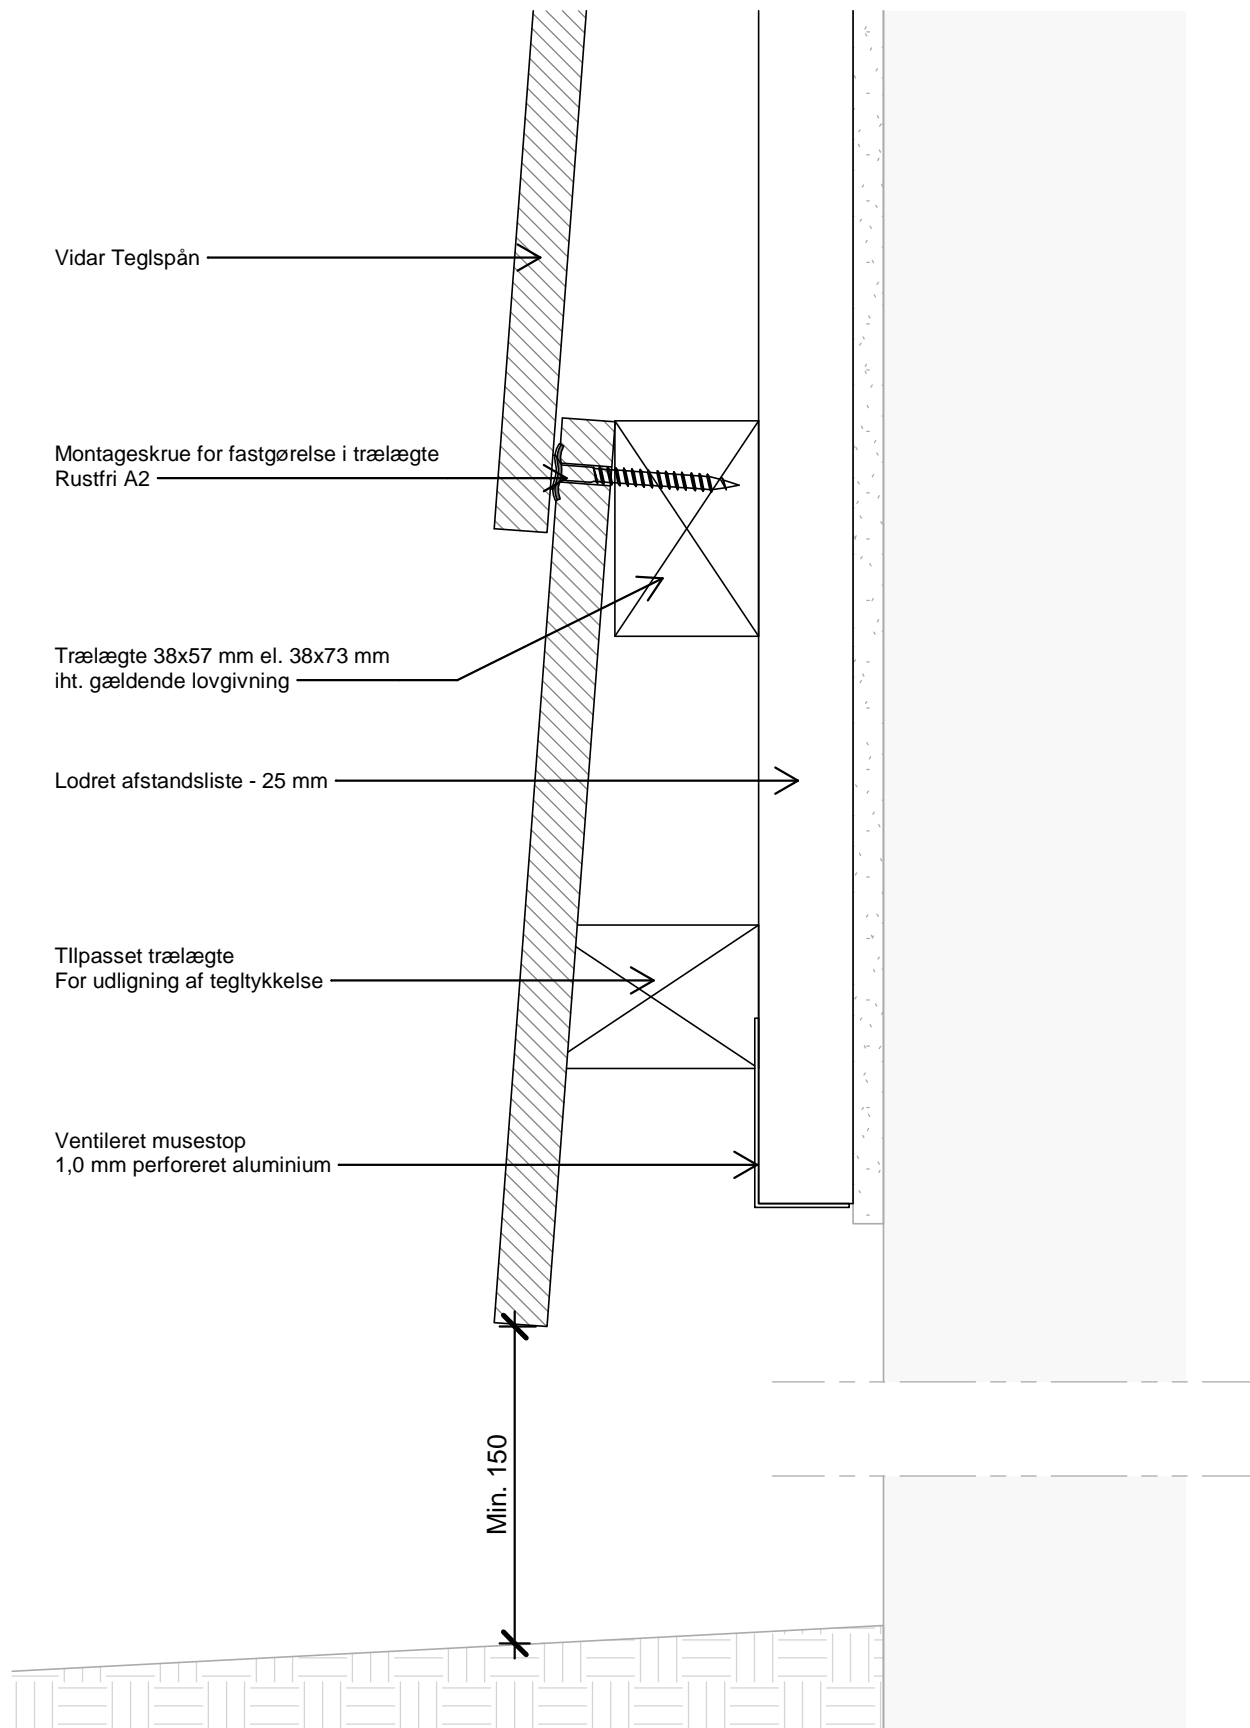 Vidar Teglspån
Montageskrue for fastgørelse i trælægte
Rustfri A2
Trælægte 38x57 mm el. 38x73 mm
iht. gældende lovgivning
Lodret afstandsliste - 25 mm
TIlpasset trælægte
For udligning af tegltykkelse
Ventileret musestop
1,0 mm perforeret aluminium
Min. 150